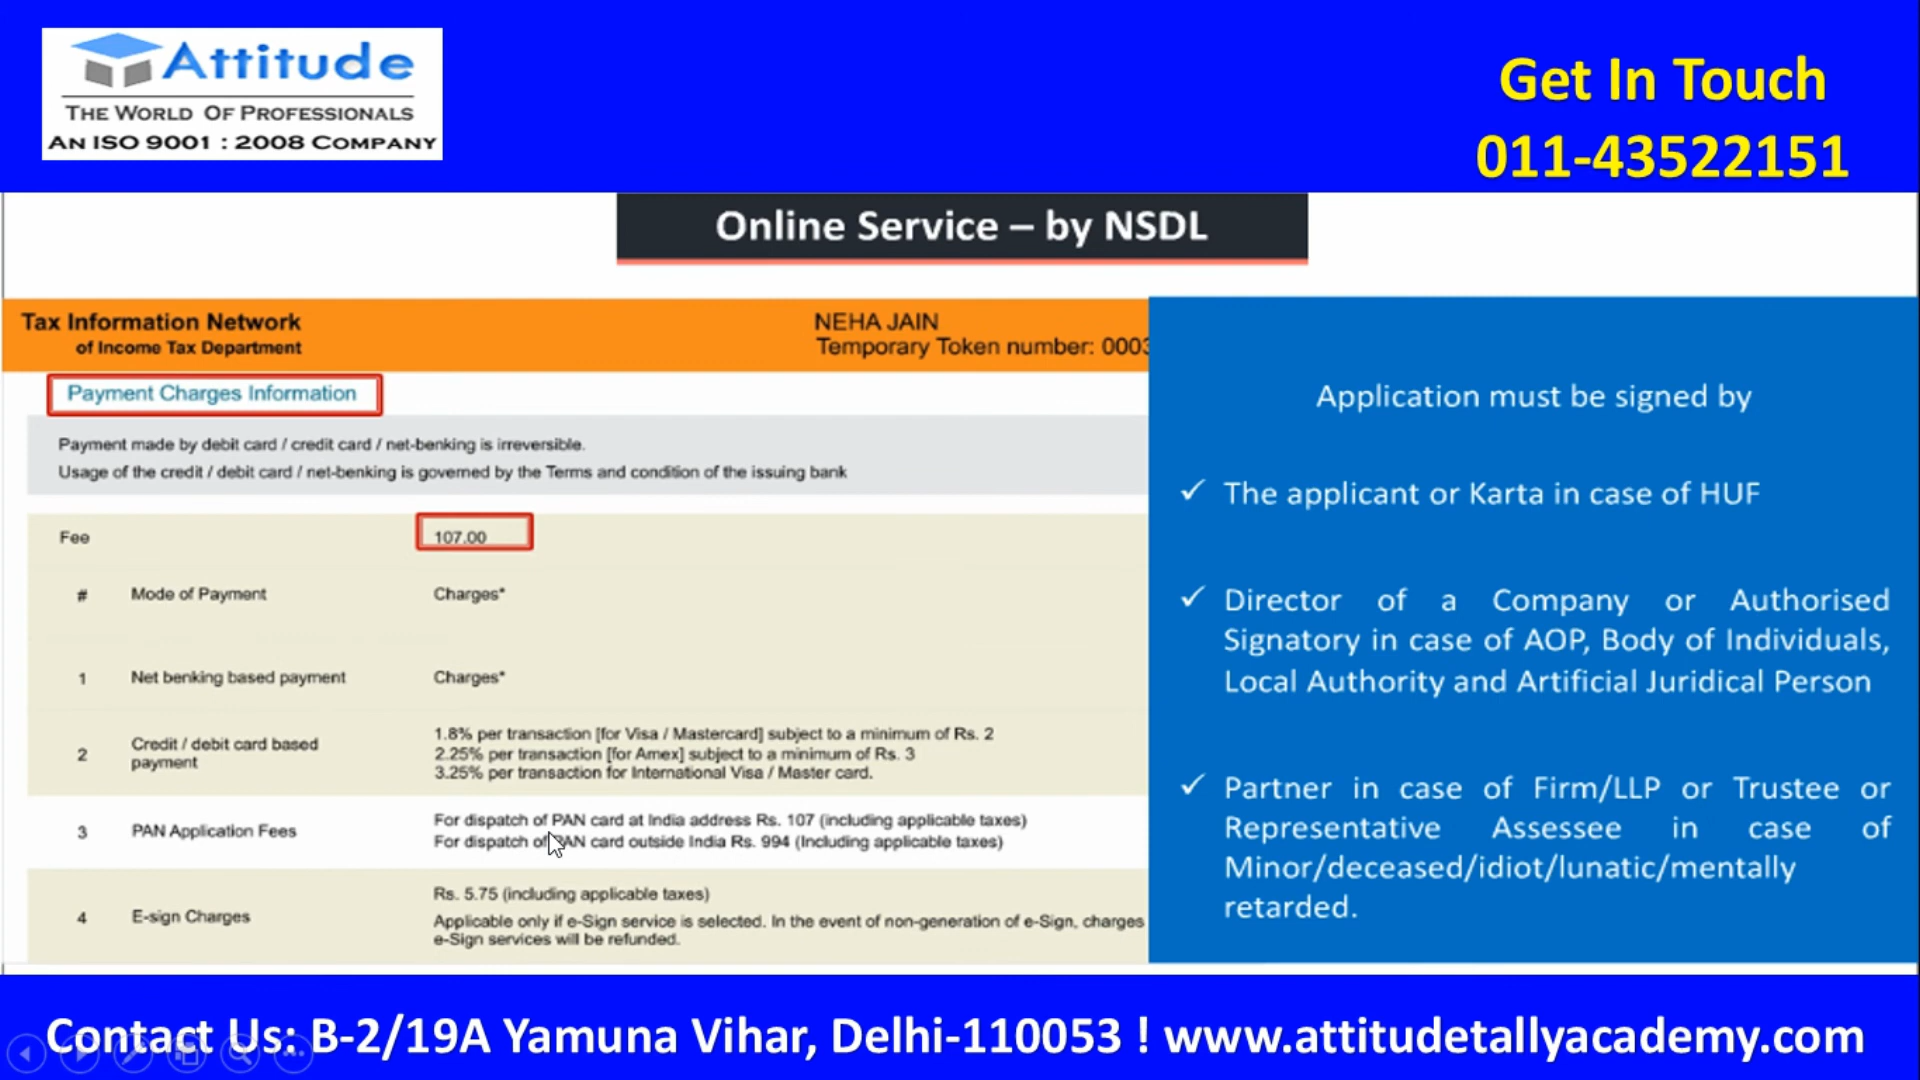 Attitude
THE WORLD OF PROFESSIONALS
AN ISO 9001 : 2008 COMPANY
Get In Touch
011-43522151
Online Service – by NSDL
Tax Information Network
of Income Tax Department
NEHA JAIN
Temporary Token number: 0003
Payment Charges Information
Payment made by debit card / credit card / net-banking is irreversible.
Usage of the credit / debit card / net-banking is governed by the Terms and condition of the issuing bank
Fee 107.00
# Mode of Payment Charges*
1 Net benking based payment Charges*
2 Credit / debit card based payment
1.8% per transaction [for Visa / Mastercard] subject to a minimum of Rs. 2
2.25% per transaction [for Amex] subject to a minimum of Rs. 3
3.25% per transaction for International Visa / Master card.
3 PAN Application Fees
For dispatch of PAN card at India address Rs. 107 (including applicable taxes)
For dispatch of PAN card outside India Rs. 994 (Including applicable taxes)
4 E-sign Charges
Rs. 5.75 (including applicable taxes)
Applicable only if e-Sign service is selected. In the event of non-generation of e-Sign, charges
e-Sign services will be refunded.
Application must be signed by
✓ The applicant or Karta in case of HUF
✓ Director of a Company or Authorised
Signatory in case of AOP, Body of Individuals,
Local Authority and Artificial Juridical Person
✓ Partner in case of Firm/LLP or Trustee or
Representative Assessee in case of
Minor/deceased/idiot/lunatic/mentally
retarded.
Contact Us: B-2/19A Yamuna Vihar, Delhi-110053 ! www.attitudetallyacademy.com